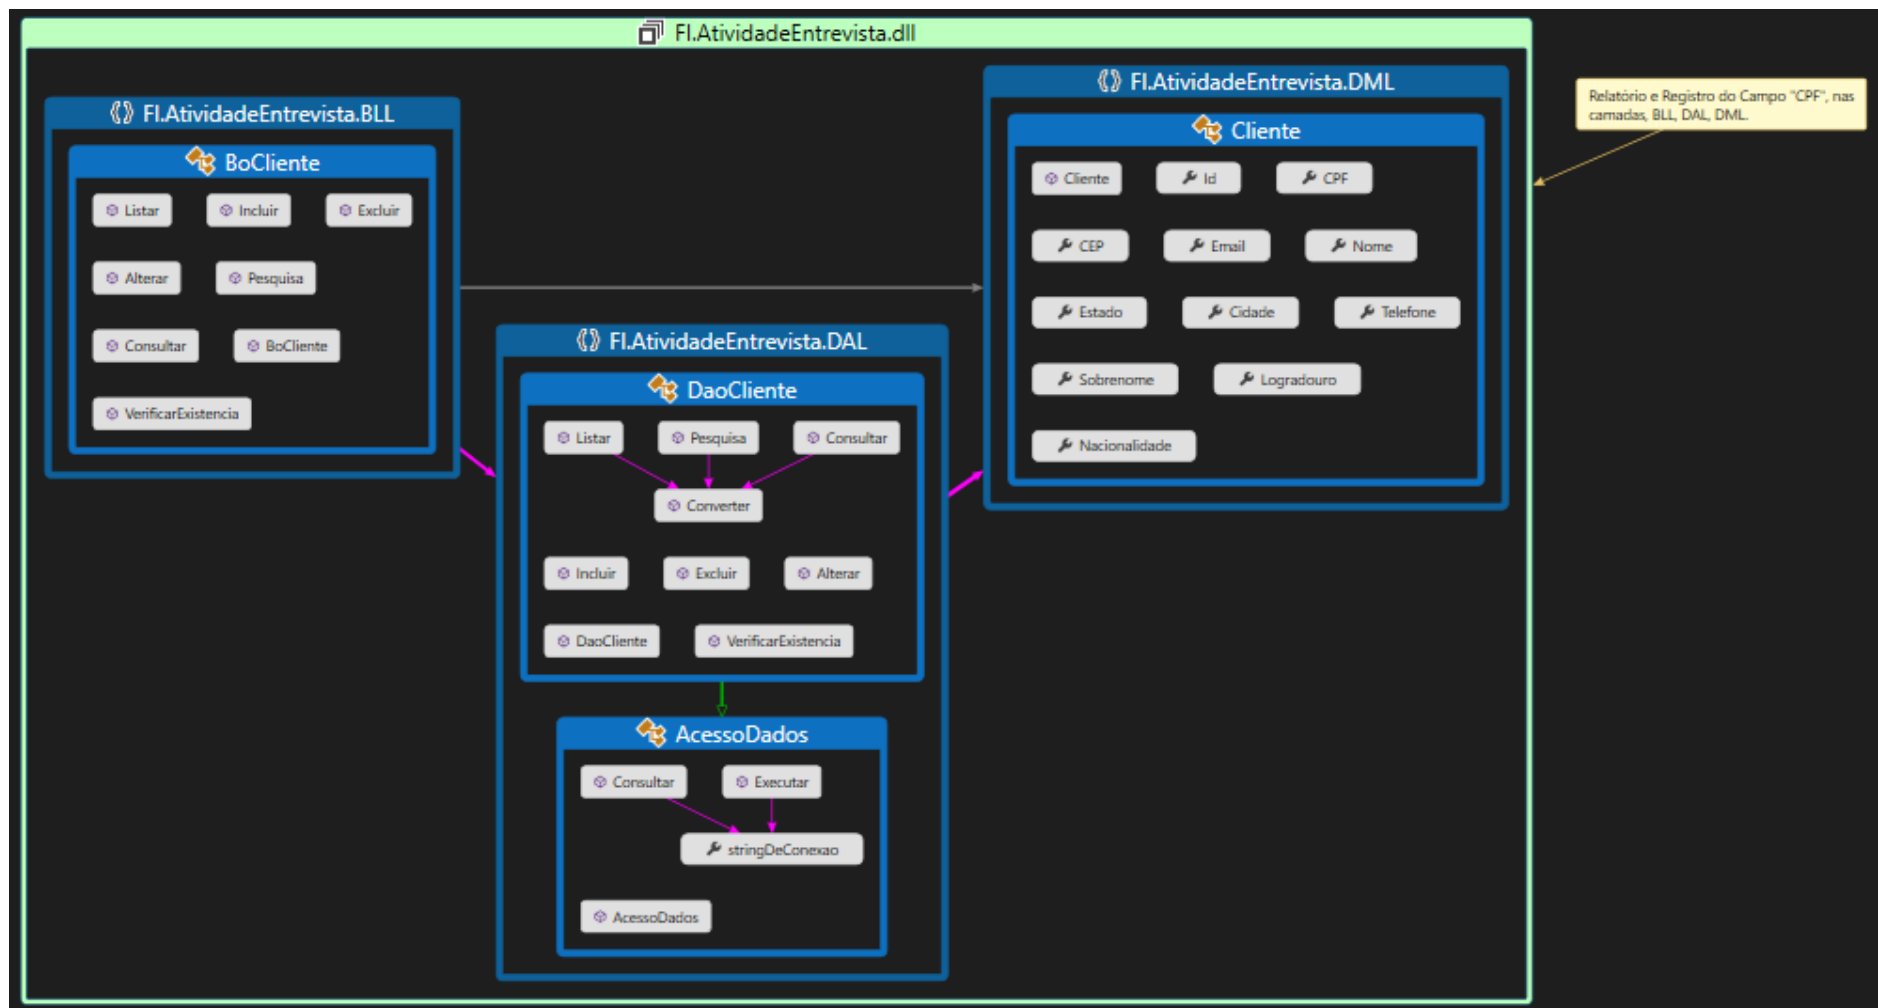 FI.AtividadeEntrevista.dll
FI.AtividadeEntrevista.BLL
BoCliente
Listar
Incluir
Excluir
Alterar
Pesquisa
Consultar
BoCliente
VerificarExistencia
FI.AtividadeEntrevista.DAL
DaoCliente
Listar
Pesquisa
Consultar
Converter
Incluir
Excluir
Alterar
DaoCliente
VerificarExistencia
AcessoDados
Consultar
Executar
stringDeConexao
AcessoDados
FI.AtividadeEntrevista.DML
Cliente
Cliente
Id
CPF
CEP
Email
Nome
Estado
Cidade
Telefone
Sobrenome
Logradouro
Nacionalidade
Relatório e Registro do Campo "CPF", nas
camadas, BLL, DAL, DML.